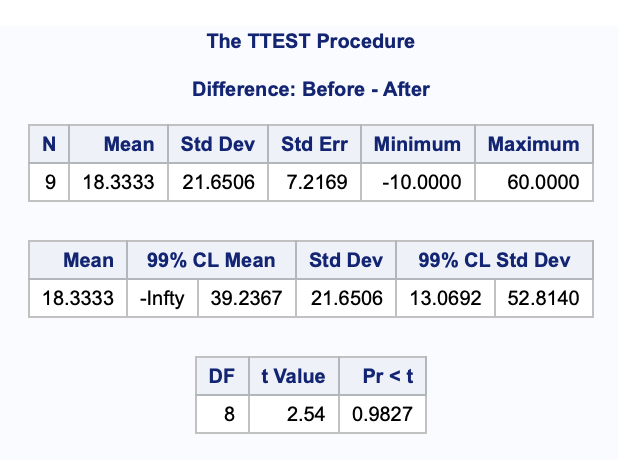 The TTEST Procedure
Difference: Before - After
N Mean Std Dev Std Err Minimum Maximum
9 18.3333 21.6506 7.2169 -10.0000 60.0000
Mean 99% CL Mean Std Dev 99% CL Std Dev
18.3333 -Infty 39.2367 21.6506 13.0692 52.8140
DF t Value Pr < t
8 2.54 0.9827